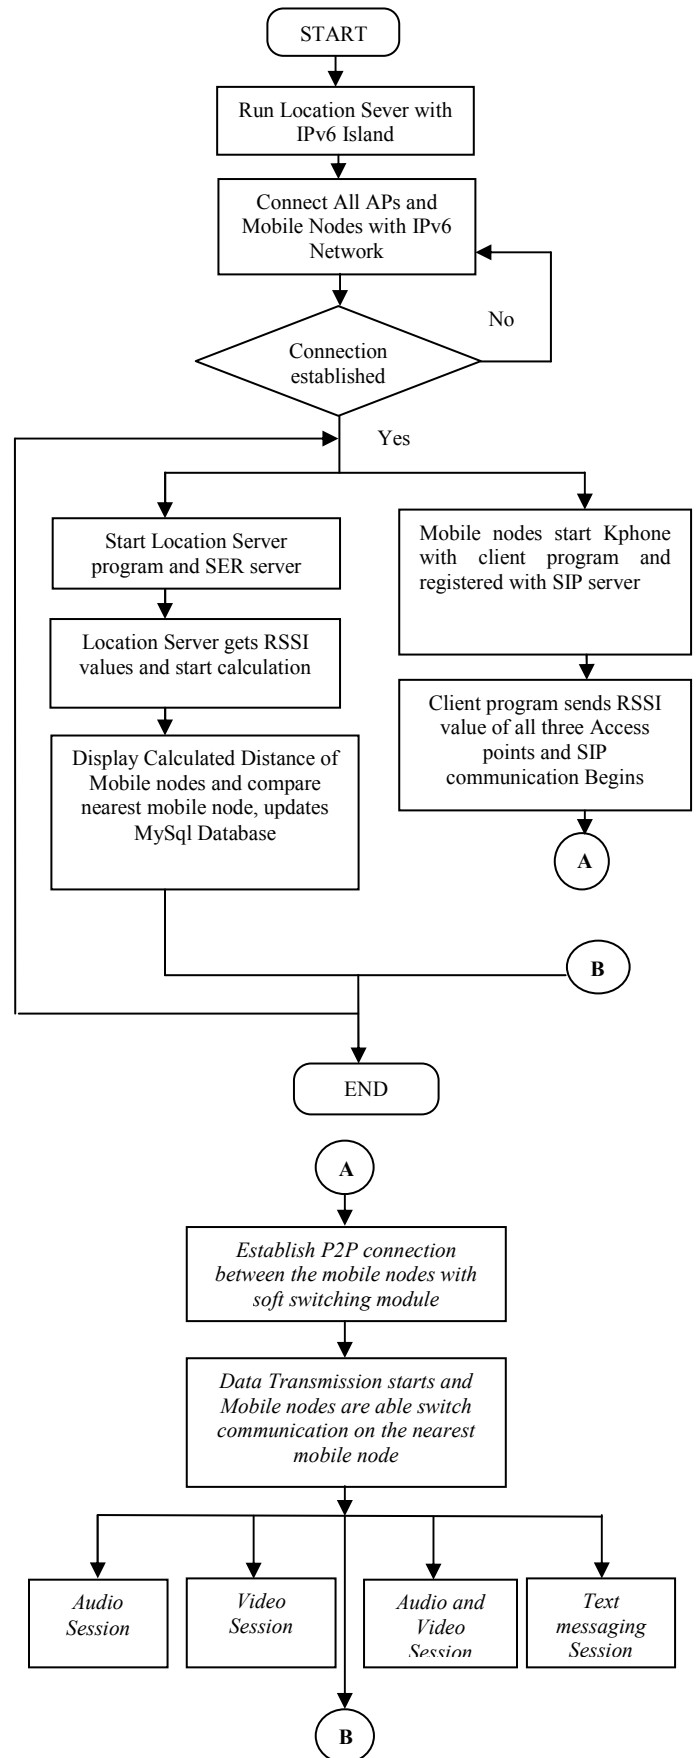 START
Run Location Sever with
IPv6 Island
Connect All APs and
Mobile Nodes with IPv6
Network
No
Connection
established
Yes
Start Location Server
program and SER server
Mobile nodes start Kphone
with client program and
registered with SIP server
Location Server gets RSSI
values and start calculation
Client program sends RSSI
value of all three Access
points and SIP
communication Begins
Display Calculated Distance of
Mobile nodes and compare
nearest mobile node, updates
MySql Database
A
B
END
A
Establish P2P connection
between the mobile nodes with
soft switching module
Data Transmission starts and
Mobile nodes are able switch
communication on the nearest
mobile node
Audio
Session
Video
Session
Audio and
Video
Session
Text
messaging
Session
B